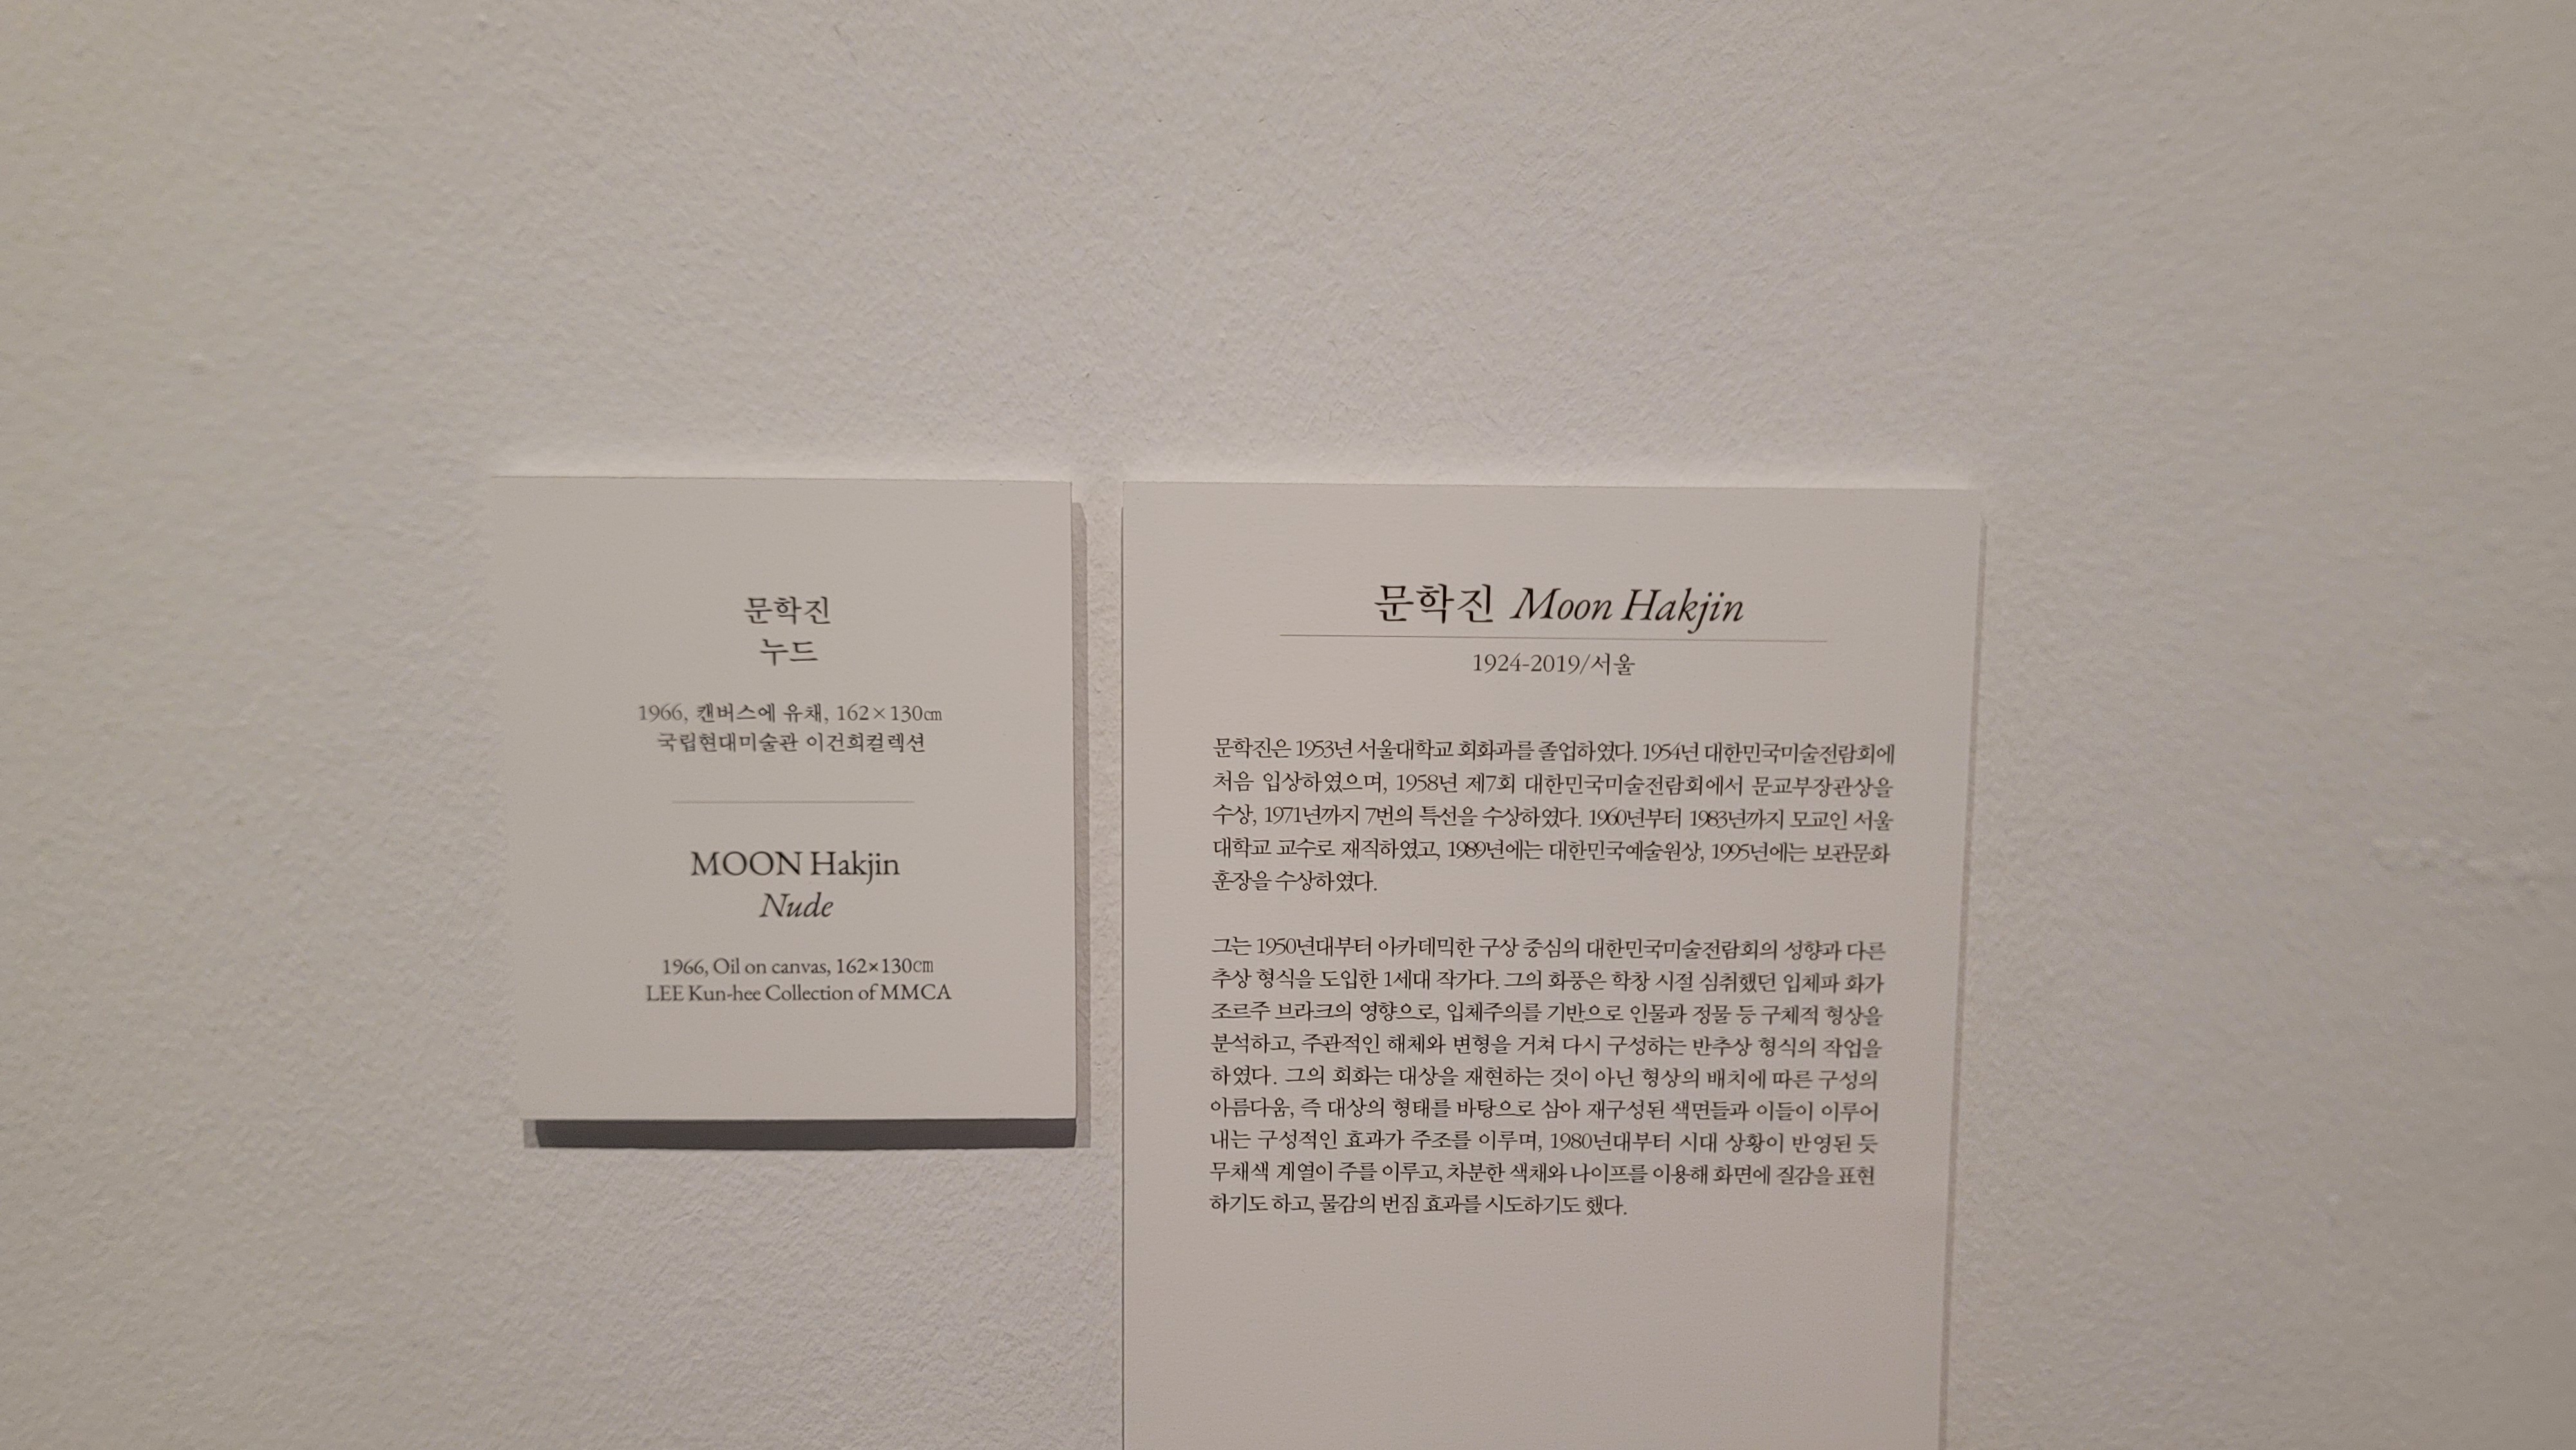 문학진
누드
1966, 캔버스에 유채, 162×130㎝
국립현대미술관 이건희컬렉션
MOON Hakjin
Nude
1966, Oil on canvas, 162×130㎝
LEE Kun-hee Collection of MMCA
문학진 Moon Hakjin
1924-2019/서울
문학진은 1953년 서울대학교 회화과를 졸업하였다. 1954년 대한민국미술전람회에
처음 입상하였으며, 1958년 제7회 대한민국미술전람회에서 문교부장관상을
수상, 1971년까지 7번의 특선을 수상하였다. 1960년부터 1983년까지 모교인 서울
대학교 교수로 재직하였고, 1989년에는 대한민국예술원상, 1995년에는 보관문화
훈장을 수상하였다.
그는 1950년대부터 아카데믹한 구상 중심의 대한민국미술전람회의 성향과 다른
추상 형식을 도입한 1세대 작가다. 그의 화풍은 학창 시절 심취했던 입체파 화가
조르주 브라크의 영향으로, 입체주의를 기반으로 인물과 정물 등 구체적 형상을
분석하고, 주관적인 해체와 변형을 거쳐 다시 구성하는 반추상 형식의 작업을
하였다. 그의 회화는 대상을 재현하는 것이 아닌 형상의 배치에 따른 구성의
아름다움, 즉 대상의 형태를 바탕으로 삼아 재구성된 색면들과 이들이 이루어
내는 구성적인 효과가 주조를 이루며, 1980년대부터 시대 상황이 반영된 듯
무채색 계열이 주를 이루고, 차분한 색채와 나이프를 이용해 화면에 질감을 표현
하기도 하고, 물감의 번짐 효과를 시도하기도 했다.